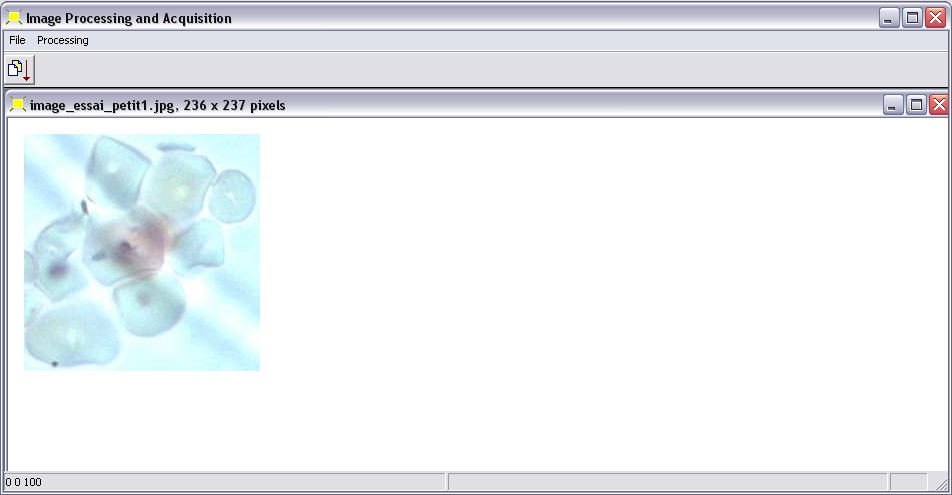 Image Processing and Acquisition
File Processing
image_essai_petit1.jpg, 236 x 237 pixels
0 0 100